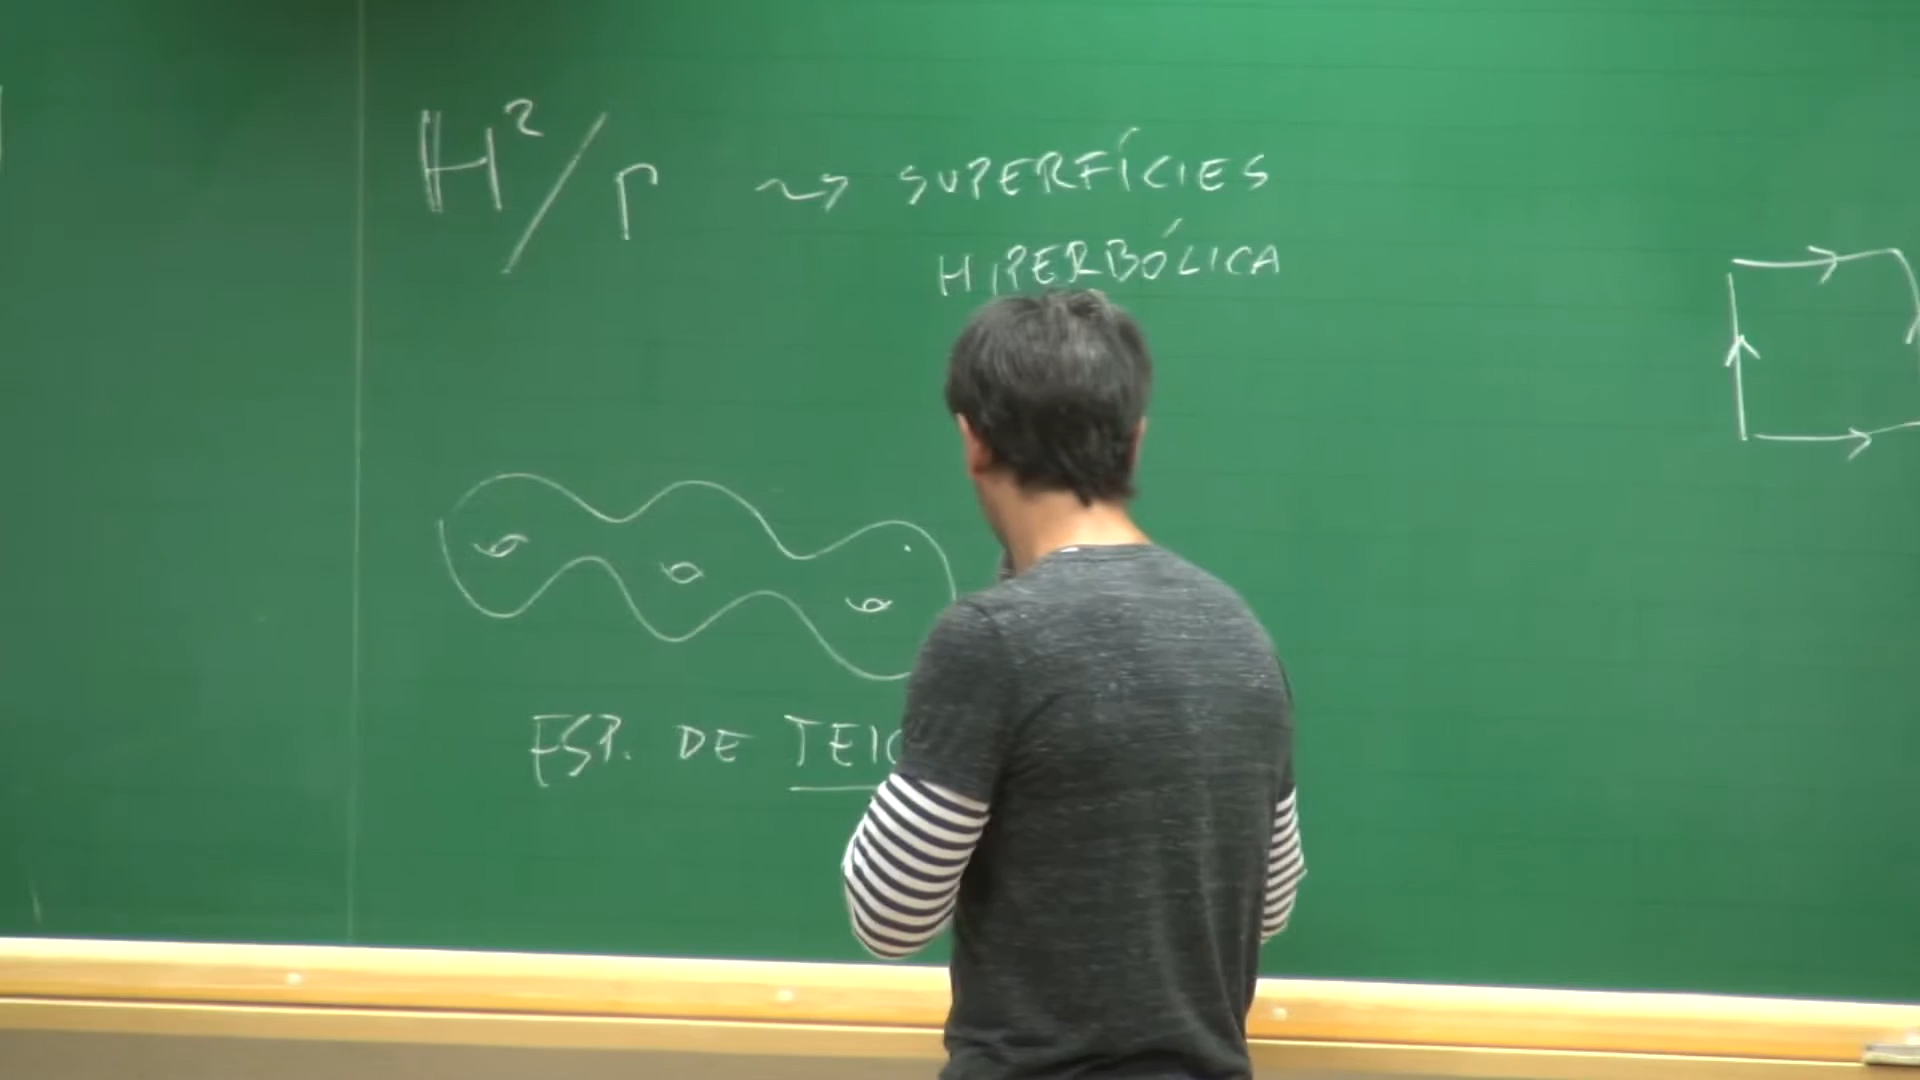 H²/Γ ⇝ SUPERFÍCIES
HIPERBÓLICA
ESP. DE